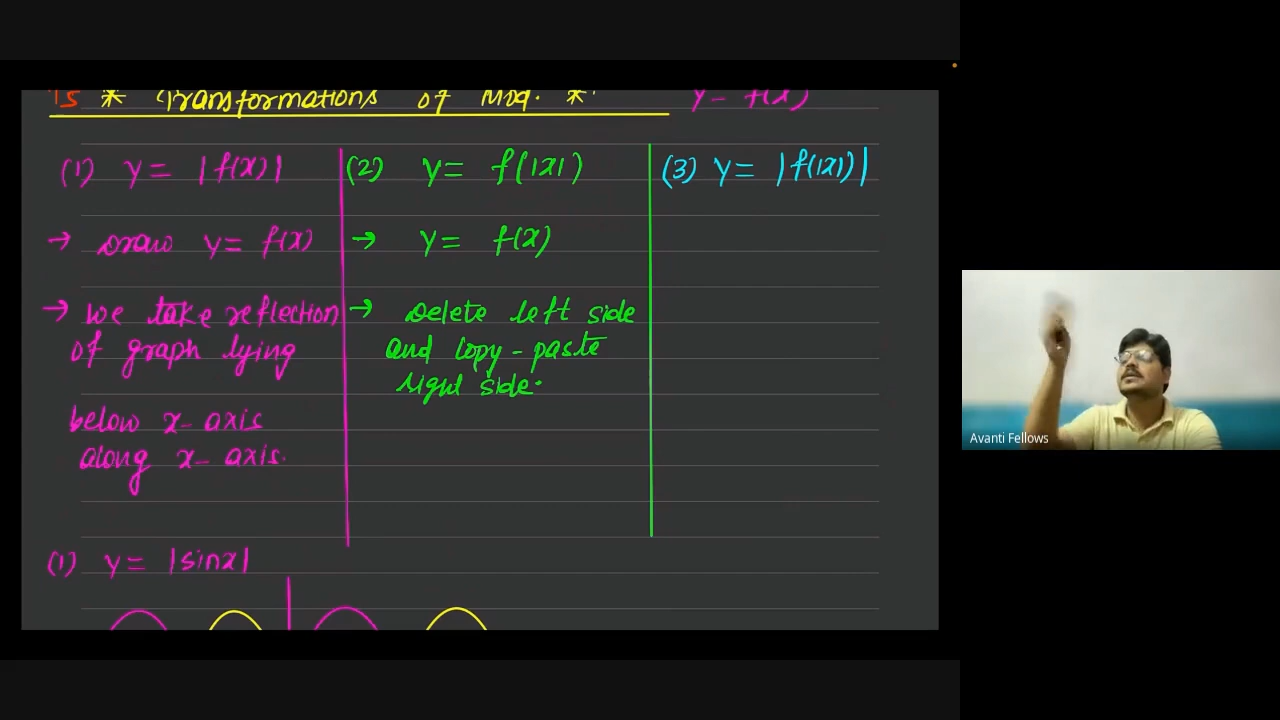 15 * Transformations of Mod. *
y = f(x)
(1) y = |f(x)|
→ Draw y = f(x)
→ we take reflection
of graph lying
below x-axis
along x-axis.
(2) y = f(|x|)
→ y = f(x)
→ Delete left side
and copy-paste
right side.
(3) y = |f(|x|)|
(1) y = |sinx|
Avanti Fellows